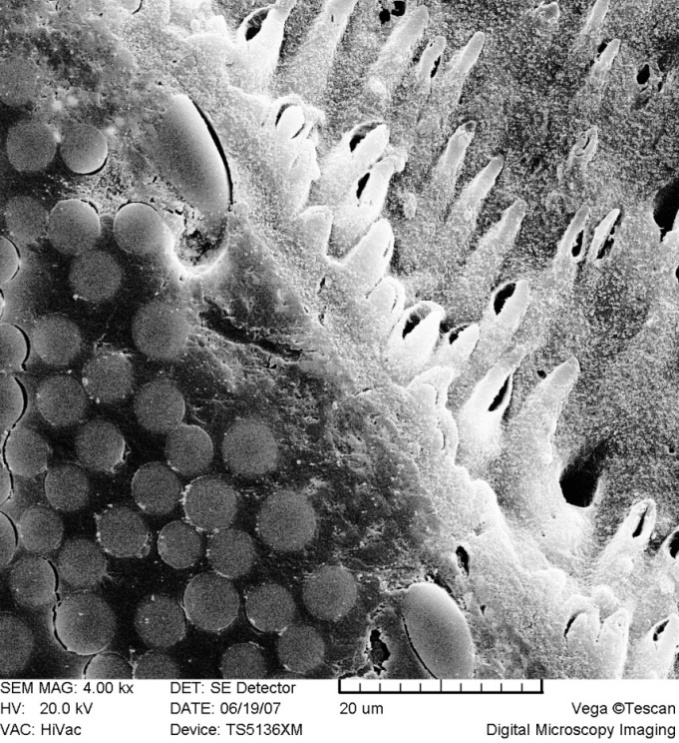 SEM MAG: 4.00 kx DET: SE Detector
HV: 20.0 kV DATE: 06/19/07 20 um Vega ©Tescan
VAC: HiVac Device: TS5136XM Digital Microscopy Imaging